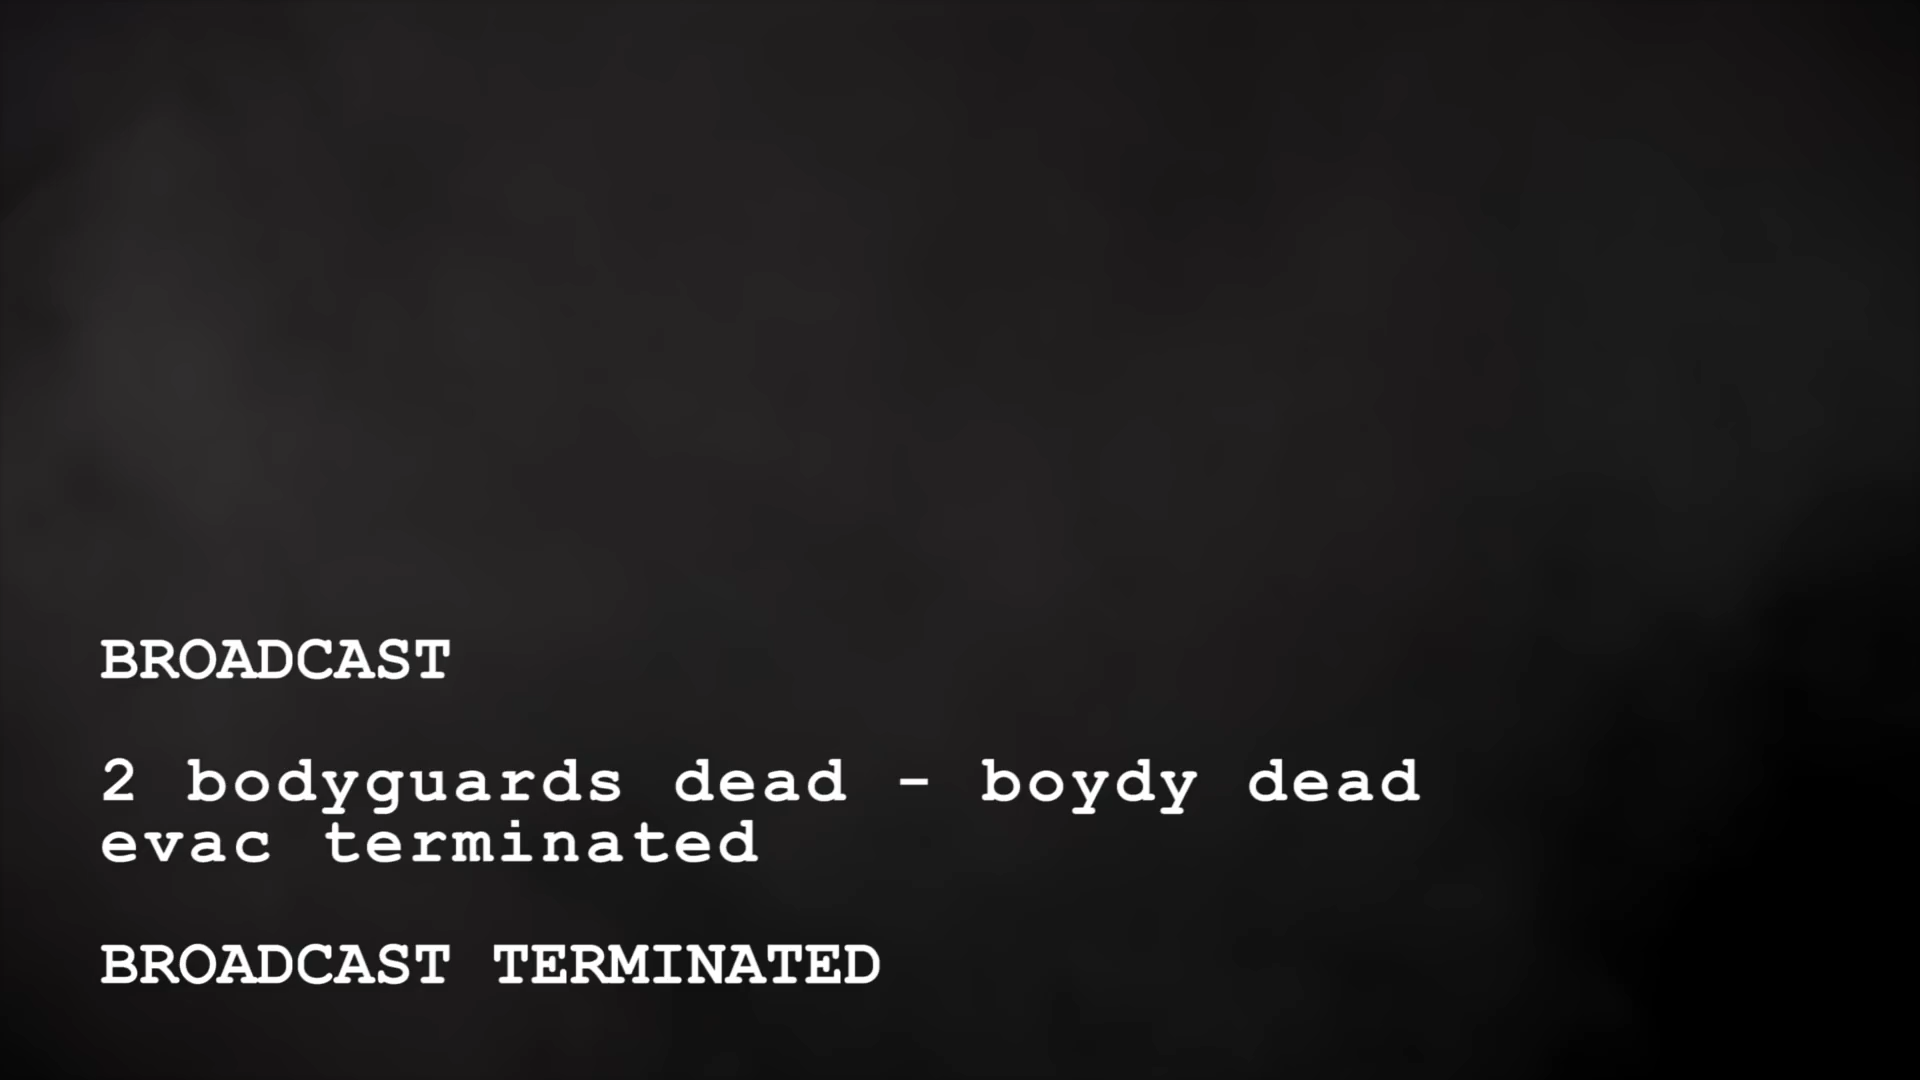 BROADCAST
2 bodyguards dead - boydy dead
evac terminated
BROADCAST TERMINATED